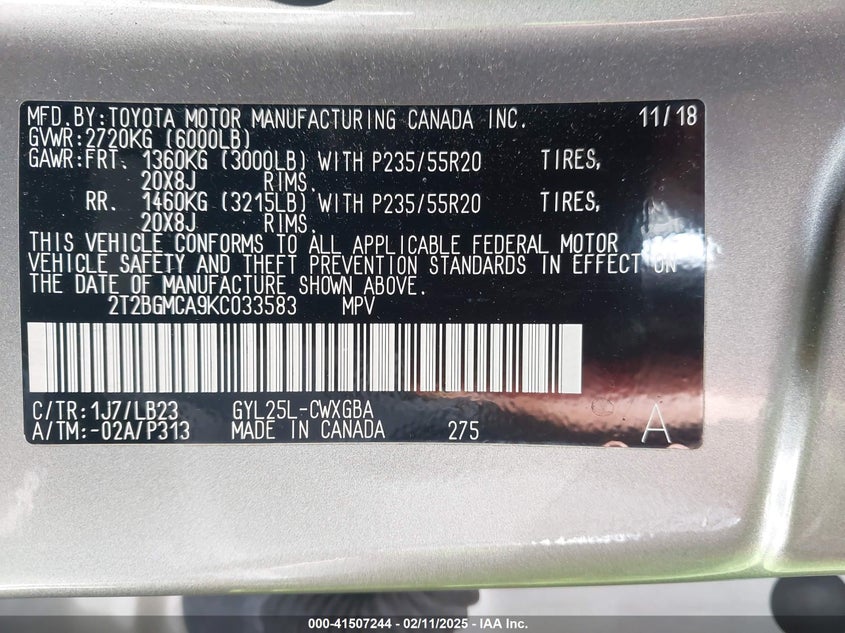 MFD.BY:TOYOTA MOTOR MANUFACTURING CANADA INC. 11/18
GVWR:2720KG (6000LB)
GAWR:FRT. 1360KG (3000LB) WITH P235/55R20 TIRES,
20X8J RIMS.
RR. 1460KG (3215LB) WITH P235/55R20 TIRES,
20X8J RIMS.
THIS VEHICLE CONFORMS TO ALL APPLICABLE FEDERAL MOTOR
VEHICLE SAFETY AND THEFT PREVENTION STANDARDS IN EFFECT ON
THE DATE OF MANUFACTURE SHOWN ABOVE.
2T2BGMCA9KC033583 MPV
C/TR:1J7/LB23 GYL25L-CWXGBA
A/TM:-02A/P313 MADE IN CANADA 275 A
000-41507244 - 02/11/2025 - IAA Inc.